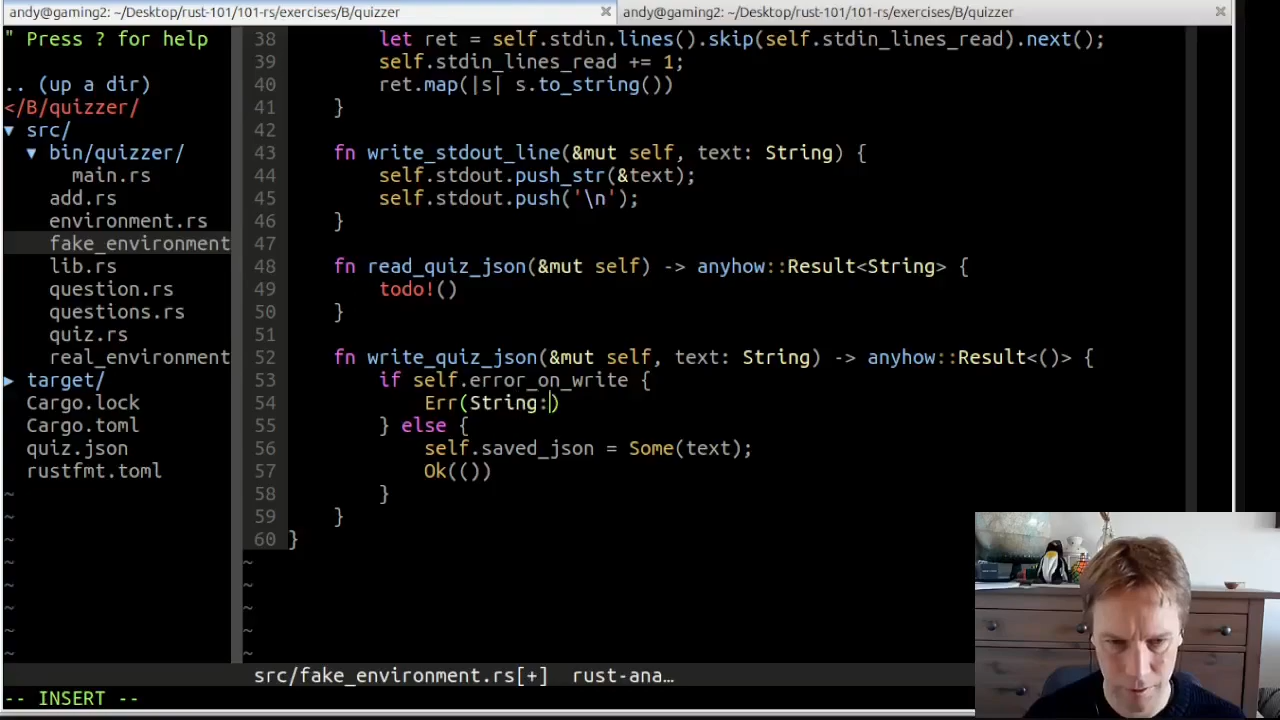 andy@gaming2: ~/Desktop/rust-101/101-rs/exercises/B/quizzer
andy@gaming2: ~/Desktop/rust-101/101-rs/exercises/B/quizzer
" Press ? for help
.. (up a dir)
</B/quizzer/
▼ src/
▼ bin/quizzer/
main.rs
add.rs
environment.rs
fake_environment
lib.rs
question.rs
questions.rs
quiz.rs
real_environment
▶ target/
Cargo.lock
Cargo.toml
quiz.json
rustfmt.toml
~
~
~
~
~
~
~
~
38 let ret = self.stdin.lines().skip(self.stdin_lines_read).next();
39 self.stdin_lines_read += 1;
40 ret.map(|s| s.to_string())
41 }
42
43 fn write_stdout_line(&mut self, text: String) {
44 self.stdout.push_str(&text);
45 self.stdout.push('\n');
46 }
47
48 fn read_quiz_json(&mut self) -> anyhow::Result<String> {
49 todo!()
50 }
51
52 fn write_quiz_json(&mut self, text: String) -> anyhow::Result<()> {
53 if self.error_on_write {
54 Err(String:)
55 } else {
56 self.saved_json = Some(text);
57 Ok(())
58 }
59 }
60 }
~
~
~
~
~
src/fake_environment.rs[+] rust-ana…
-- INSERT --